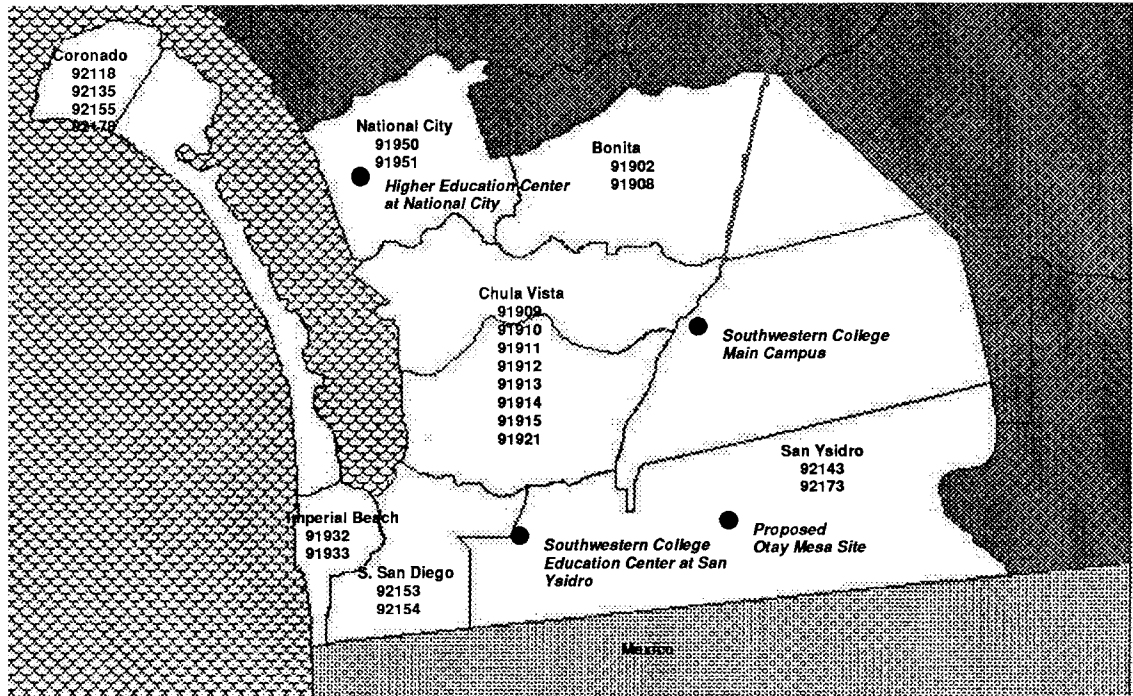 Coronado
92118
92135
92155
92178
National City
91950
91951
Higher Education Center
at National City
Bonita
91902
91908
Chula Vista
91909
91910
91911
91912
91913
91914
91915
91921
Southwestern College
Main Campus
San Ysidro
92143
92173
Imperial Beach
91932
91933
S. San Diego
92153
92154
Southwestern College
Education Center at San
Ysidro
Proposed
Otay Mesa Site
Mexico